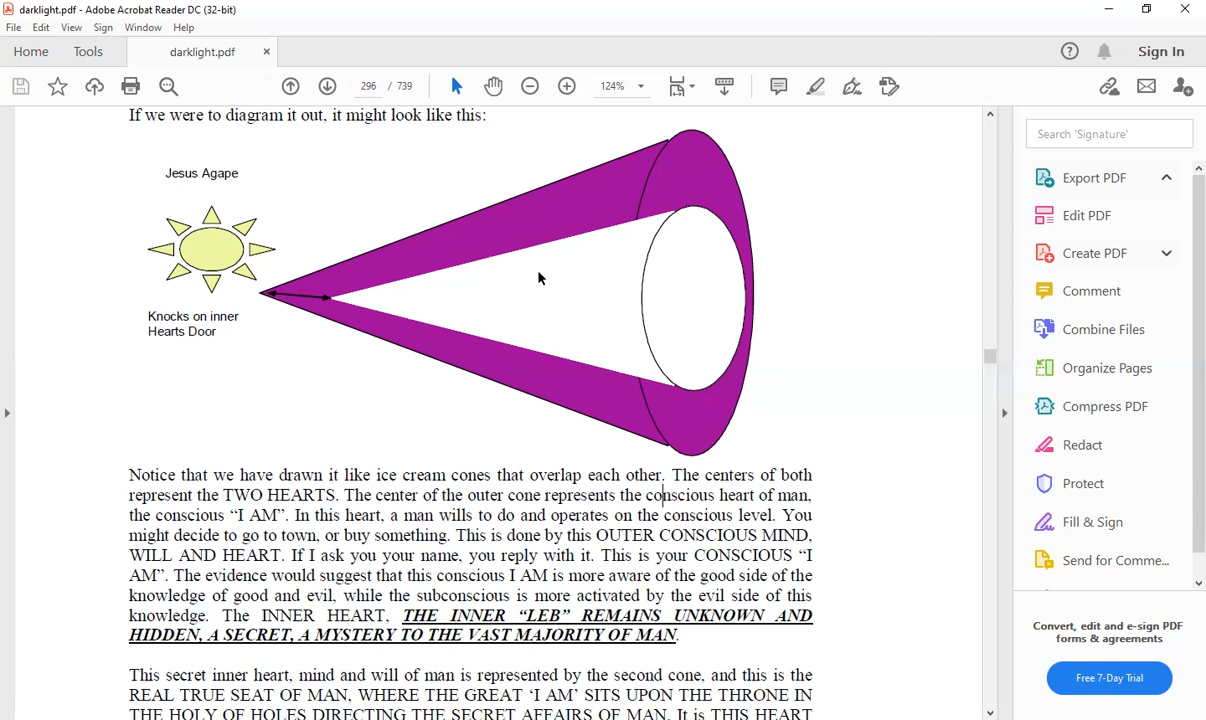 darklight.pdf - Adobe Acrobat Reader DC (32-bit)
File Edit View Sign Window Help
Home Tools darklight.pdf Sign In
296 / 739 124%
If we were to diagram it out, it might look like this:
Jesus Agape
Knocks on inner
Hearts Door
Notice that we have drawn it like ice cream cones that overlap each other. The centers of both
represent the TWO HEARTS. The center of the outer cone represents the conscious heart of man,
the conscious “I AM”. In this heart, a man wills to do and operates on the conscious level. You
might decide to go to town, or buy something. This is done by this OUTER CONSCIOUS MIND,
WILL AND HEART. If I ask you your name, you reply with it. This is your CONSCIOUS “I
AM”. The evidence would suggest that this conscious I AM is more aware of the good side of the
knowledge of good and evil, while the subconscious is more activated by the evil side of this
knowledge. The INNER HEART, THE INNER “LEB” REMAINS UNKNOWN AND
HIDDEN, A SECRET, A MYSTERY TO THE VAST MAJORITY OF MAN.
This secret inner heart, mind and will of man is represented by the second cone, and this is the
REAL TRUE SEAT OF MAN, WHERE THE GREAT ‘I AM’ SITS UPON THE THRONE IN
THE HOLY OF HOLES DIRECTING THE SECRET AFFAIRS OF MAN. It is THIS HEART
Search 'Signature'
Export PDF
Edit PDF
Create PDF
Comment
Combine Files
Organize Pages
Compress PDF
Redact
Protect
Fill & Sign
Send for Comme...
Convert, edit and e-sign PDF
forms & agreements
Free 7-Day Trial